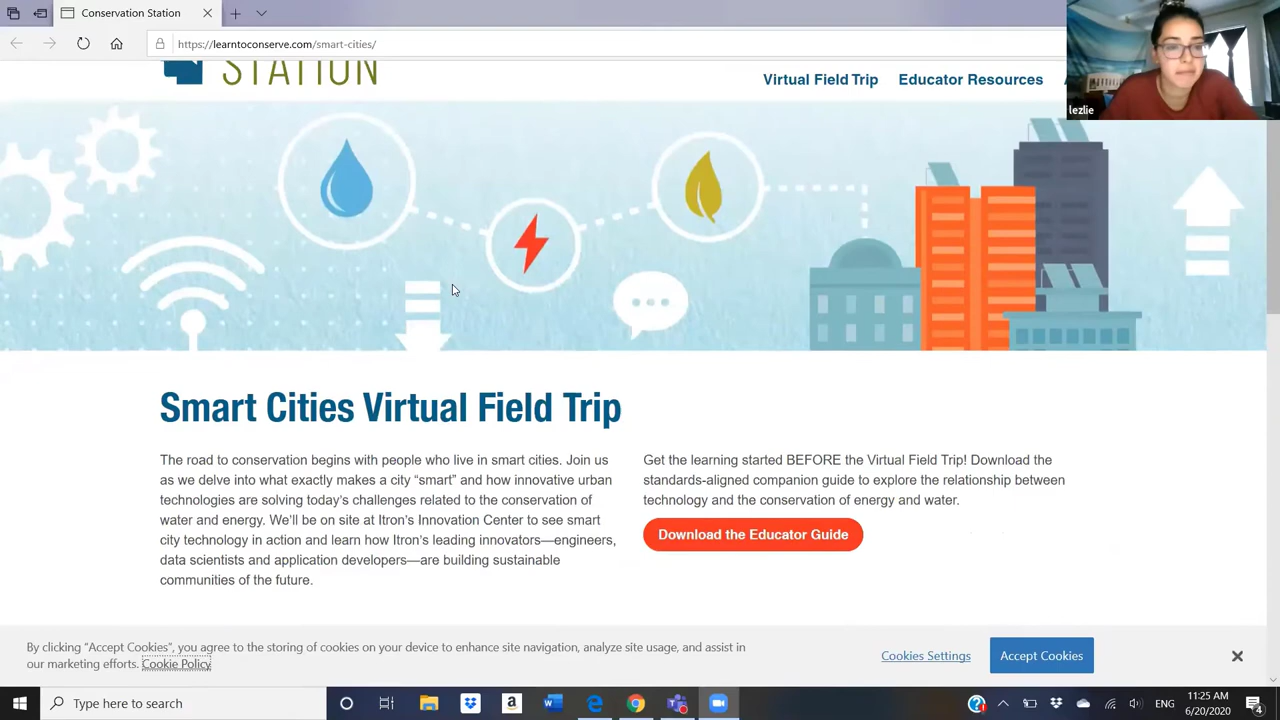 Conservation Station
https://learntoconserve.com/smart-cities/
STATION
Virtual Field Trip
Educator Resources
lezlie
Smart Cities Virtual Field Trip
The road to conservation begins with people who live in smart cities. Join us
as we delve into what exactly makes a city “smart” and how innovative urban
technologies are solving today’s challenges related to the conservation of
water and energy. We’ll be on site at Itron’s Innovation Center to see smart
city technology in action and learn how Itron’s leading innovators—engineers,
data scientists and application developers—are building sustainable
communities of the future.
Get the learning started BEFORE the Virtual Field Trip! Download the
standards-aligned companion guide to explore the relationship between
technology and the conservation of energy and water.
Download the Educator Guide
By clicking “Accept Cookies”, you agree to the storing of cookies on your device to enhance site navigation, analyze site usage, and assist in
our marketing efforts. Cookie Policy
Cookies Settings
Accept Cookies
Type here to search
ENG
11:25 AM
6/20/2020
4